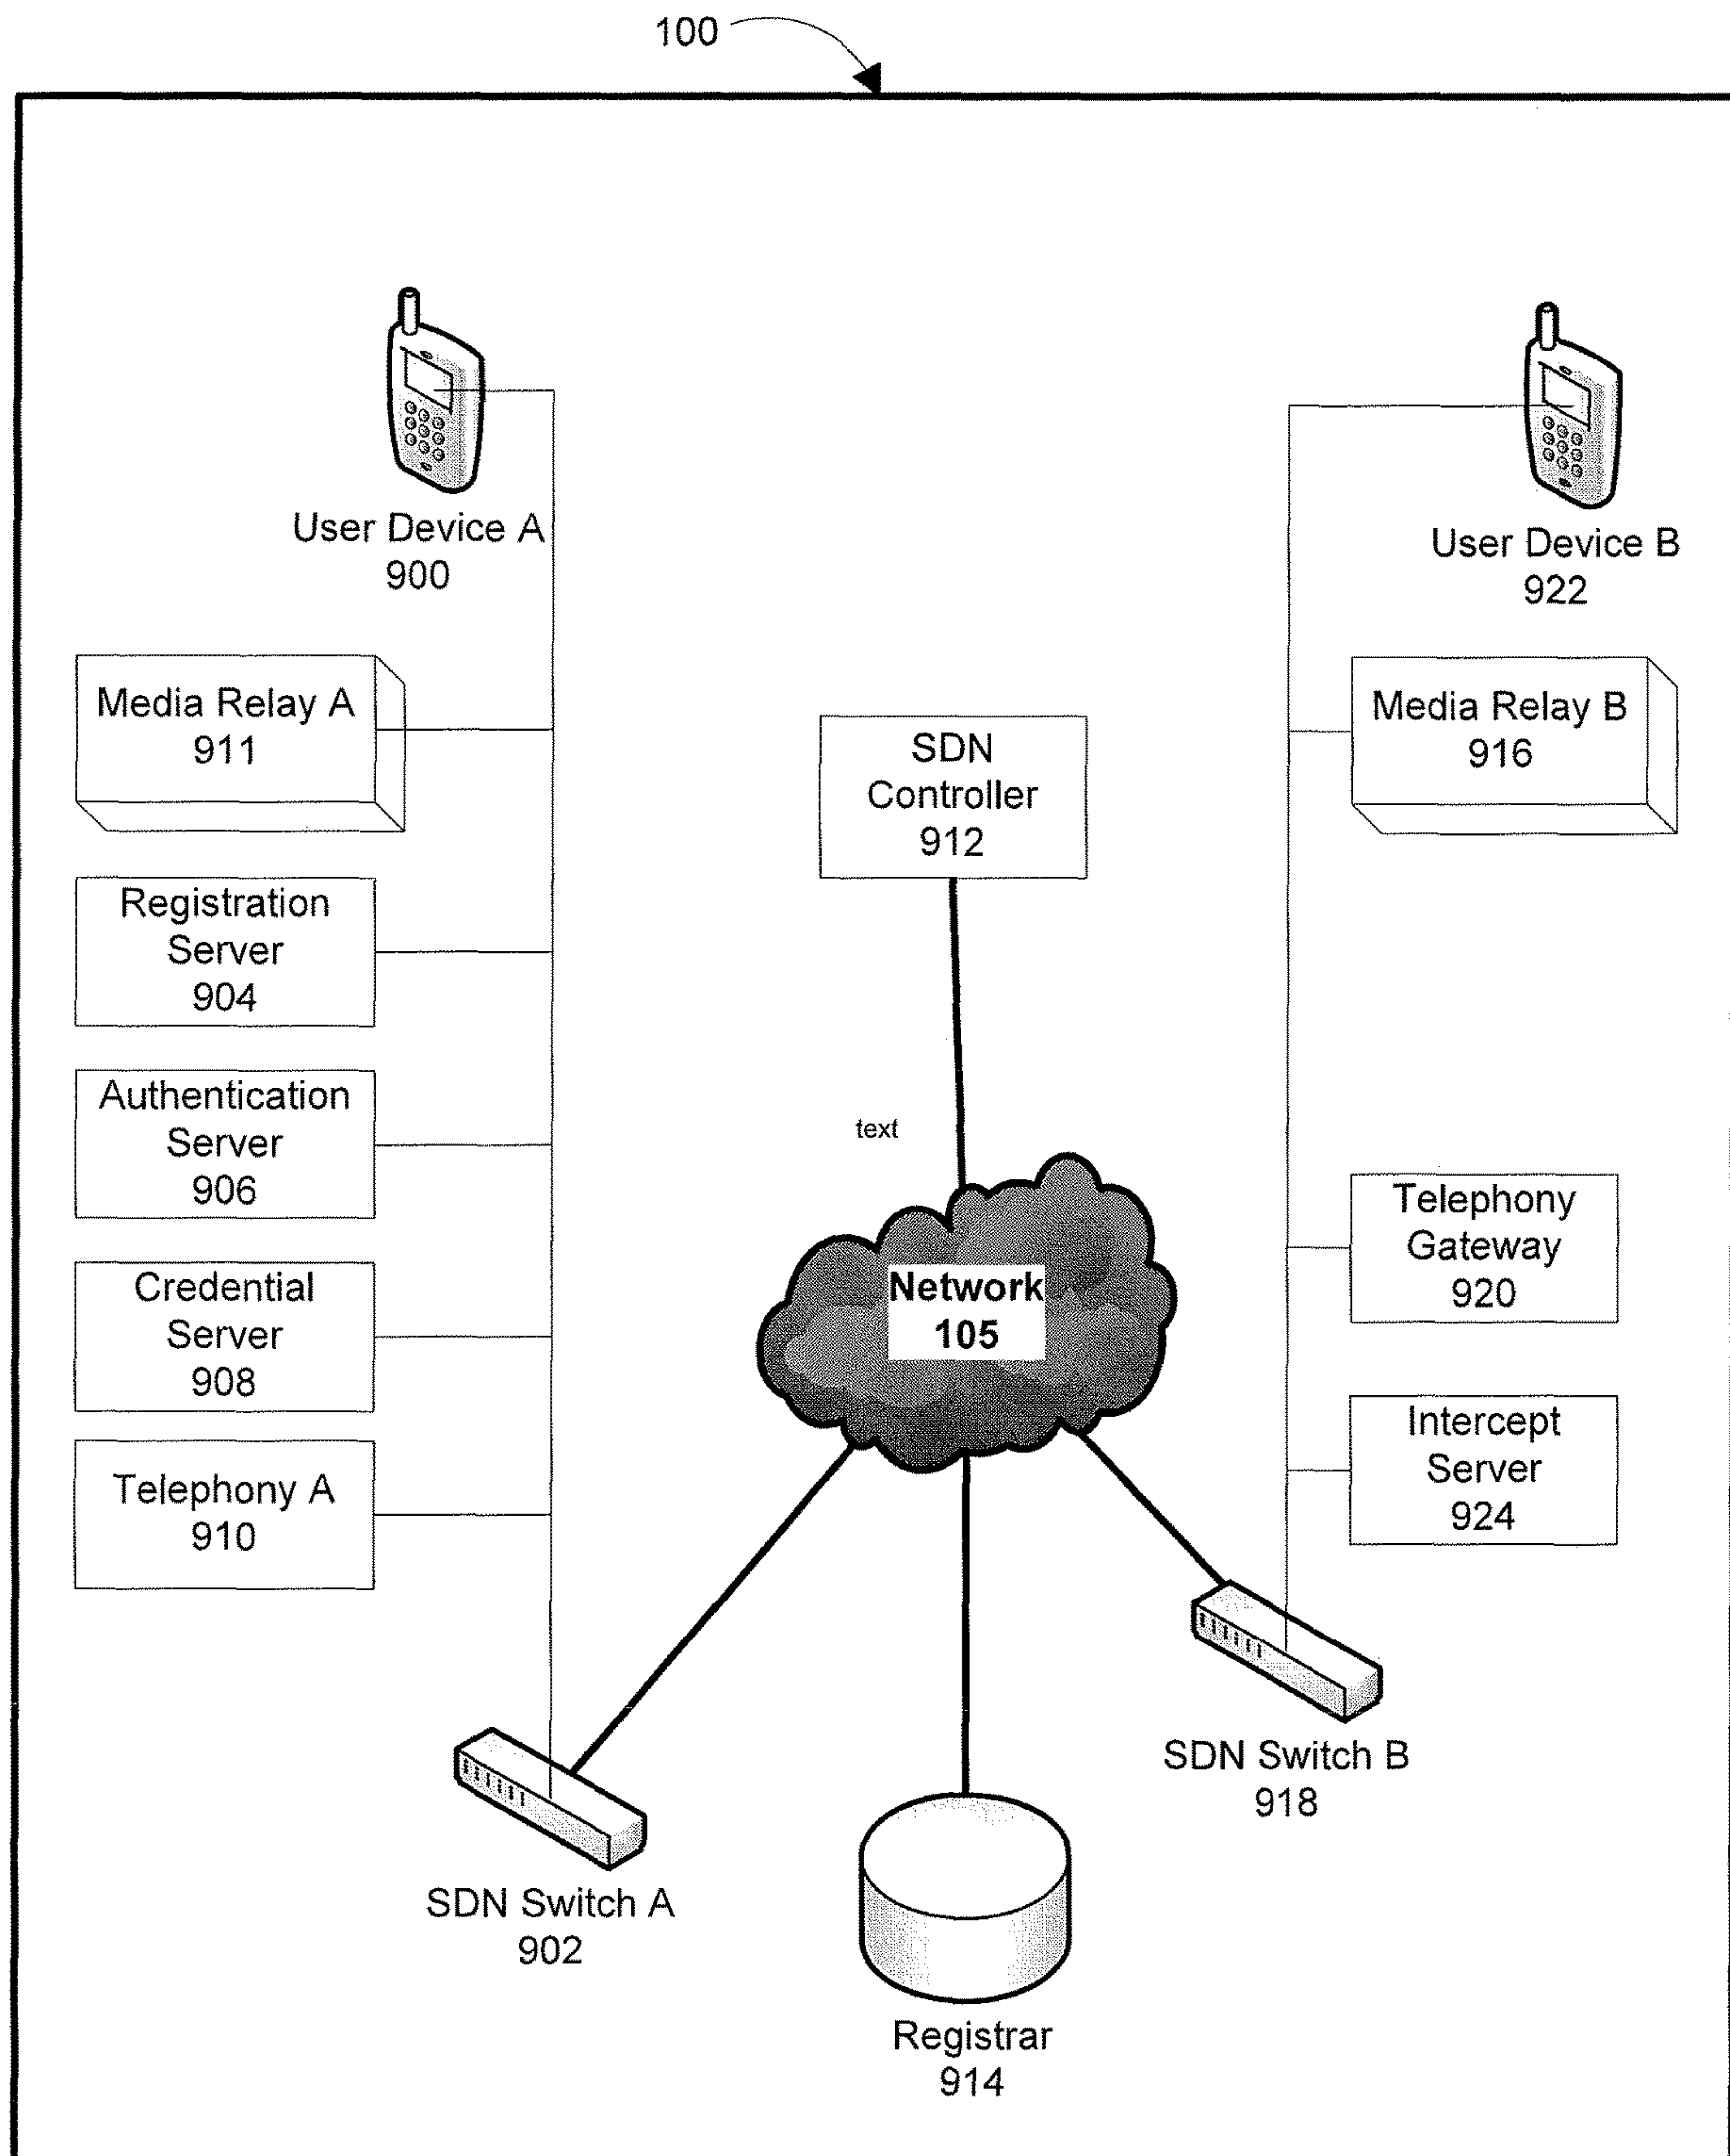 100
User Device A
900
User Device B
922
Media Relay A
911
Media Relay B
916
SDN
Controller
912
Registration
Server
904
Authentication
Server
906
text
Telephony
Gateway
920
Network
105
Credential
Server
908
Intercept
Server
924
Telephony A
910
SDN Switch B
918
SDN Switch A
902
Registrar
914